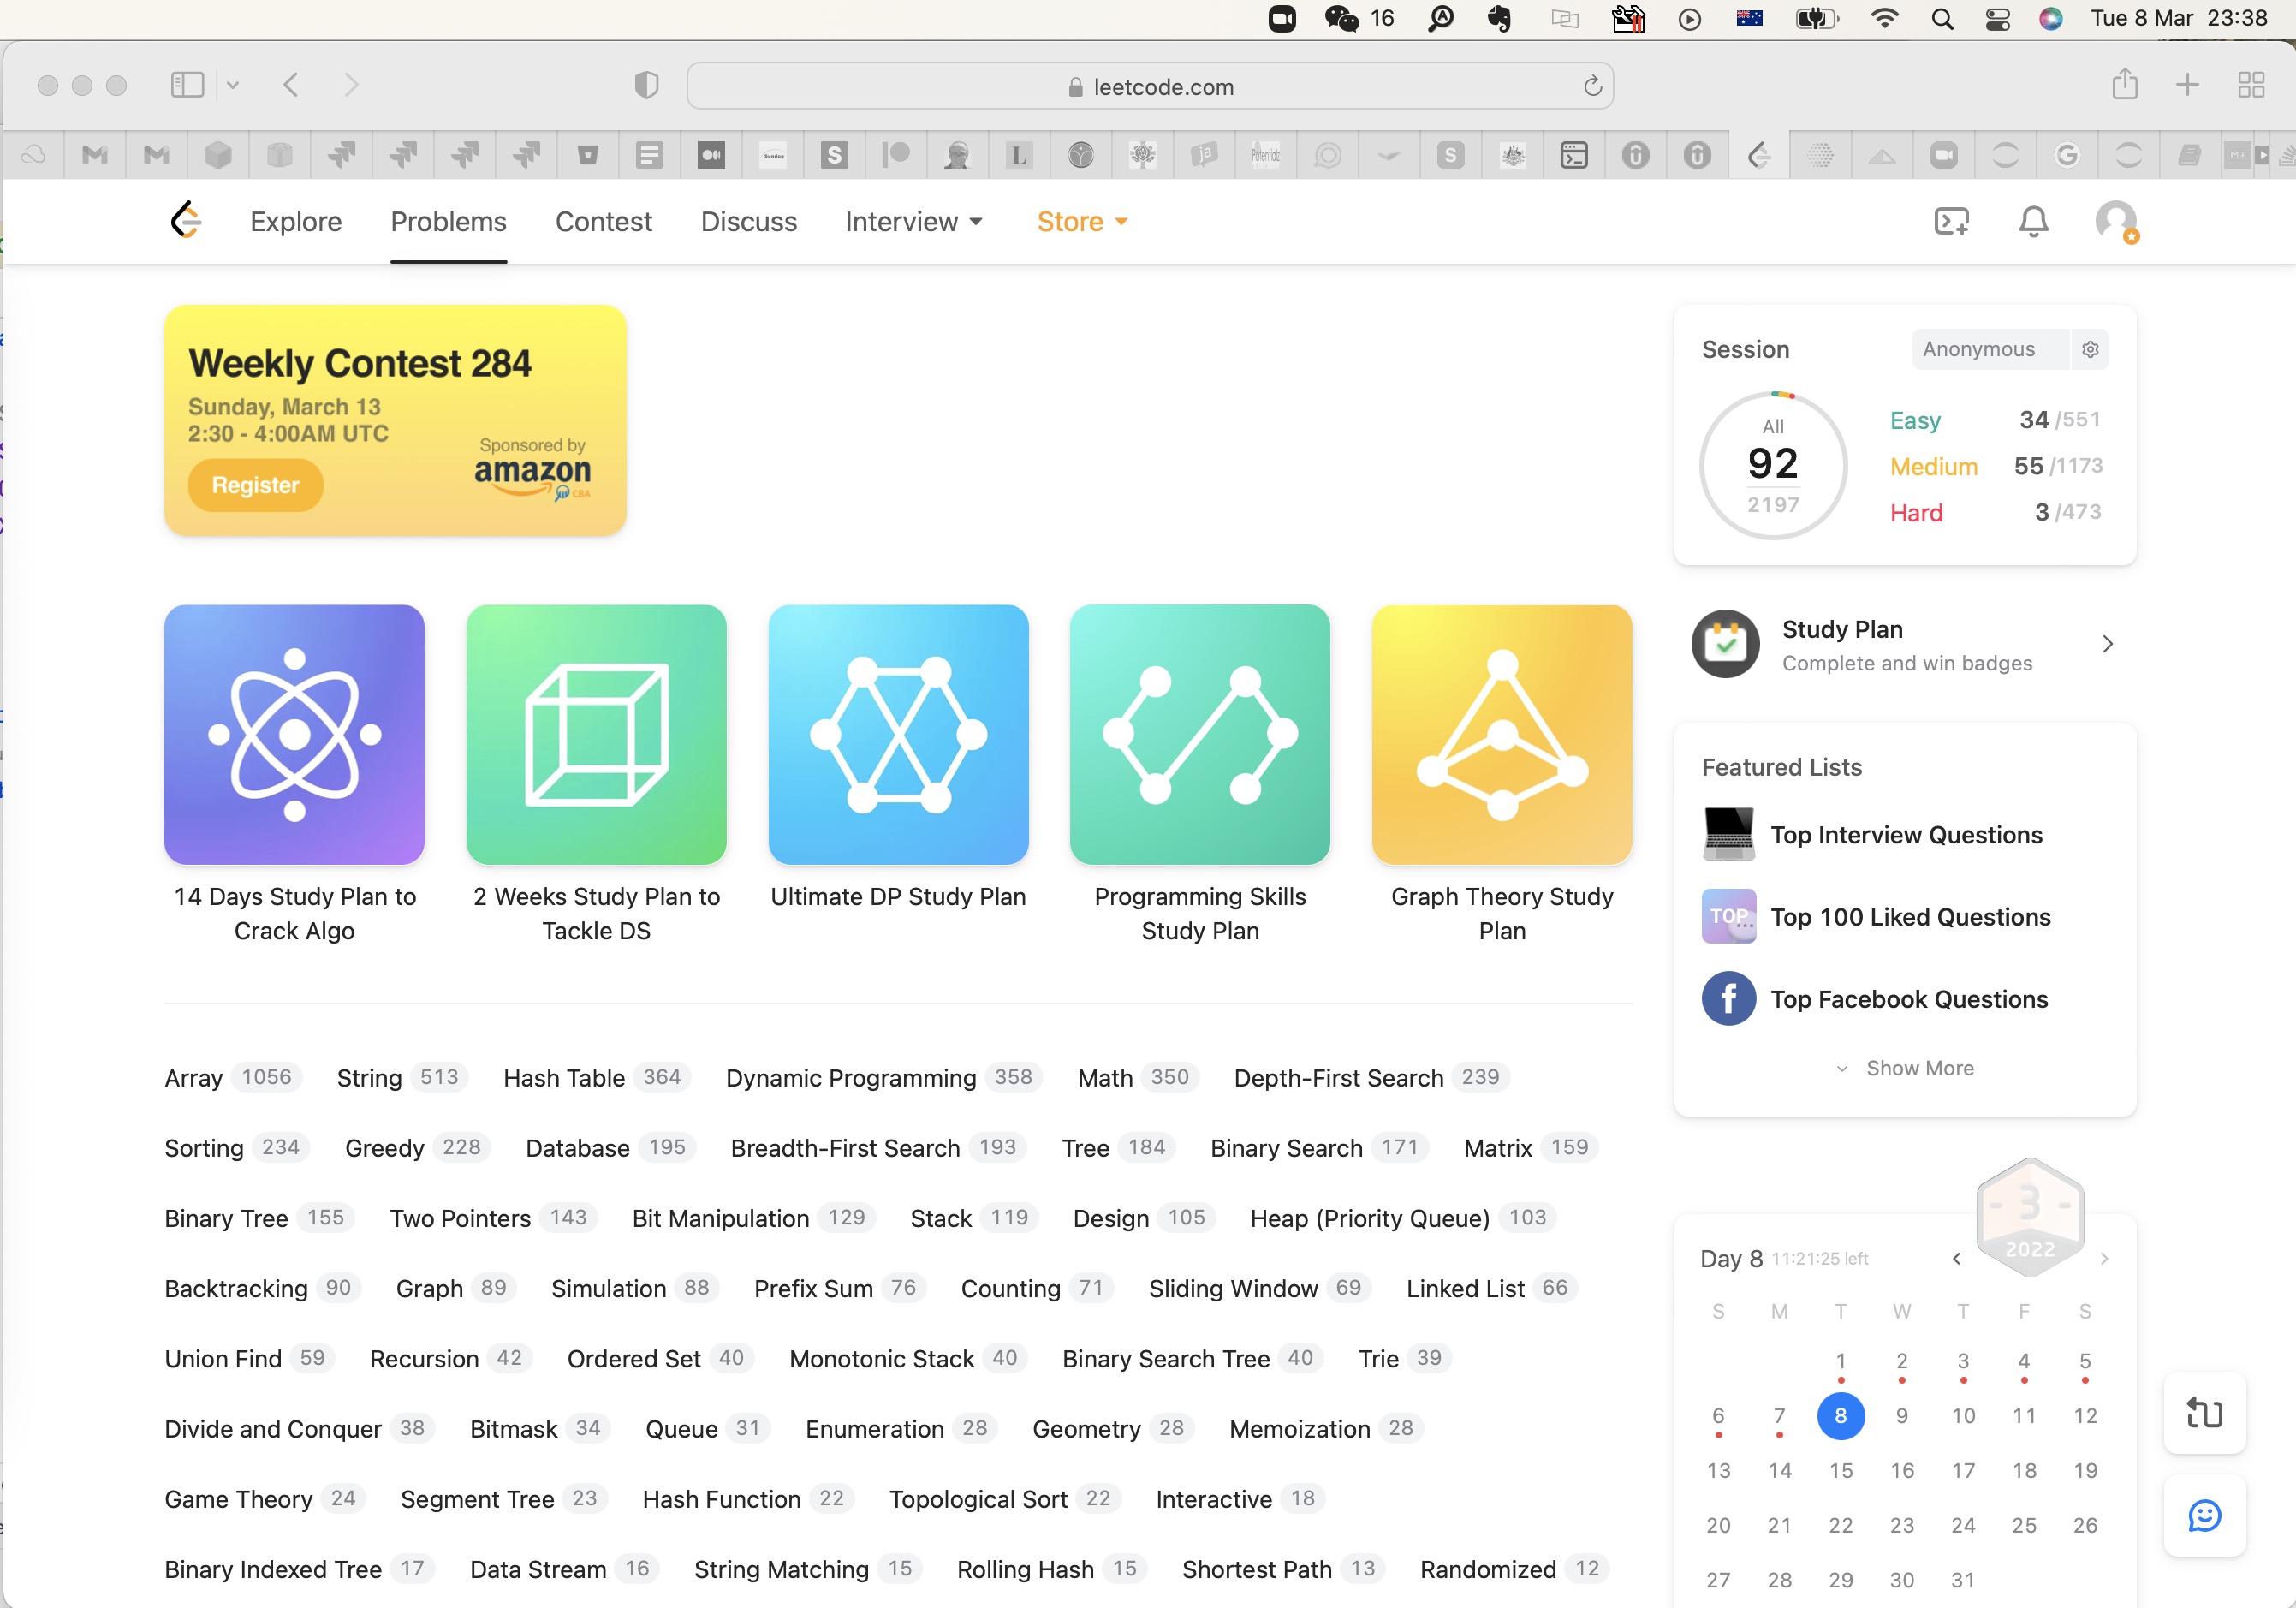 16
Tue 8 Mar 23:38
leetcode.com
Explore Problems Contest Discuss Interview Store
Weekly Contest 284
Sunday, March 13
2:30 - 4:00AM UTC
Register
Sponsored by
amazon
CBA
Session
Anonymous
All
92
2197
Easy 34 /551
Medium 55 /1173
Hard 3 /473
14 Days Study Plan to
Crack Algo
2 Weeks Study Plan to
Tackle DS
Ultimate DP Study Plan
Programming Skills
Study Plan
Graph Theory Study
Plan
Study Plan
Complete and win badges
Featured Lists
Top Interview Questions
TOP
Top 100 Liked Questions
f
Top Facebook Questions
Show More
Array 1056 String 513 Hash Table 364 Dynamic Programming 358 Math 350 Depth-First Search 239
Sorting 234 Greedy 228 Database 195 Breadth-First Search 193 Tree 184 Binary Search 171 Matrix 159
Binary Tree 155 Two Pointers 143 Bit Manipulation 129 Stack 119 Design 105 Heap (Priority Queue) 103
Backtracking 90 Graph 89 Simulation 88 Prefix Sum 76 Counting 71 Sliding Window 69 Linked List 66
Union Find 59 Recursion 42 Ordered Set 40 Monotonic Stack 40 Binary Search Tree 40 Trie 39
Divide and Conquer 38 Bitmask 34 Queue 31 Enumeration 28 Geometry 28 Memoization 28
Game Theory 24 Segment Tree 23 Hash Function 22 Topological Sort 22 Interactive 18
Binary Indexed Tree 17 Data Stream 16 String Matching 15 Rolling Hash 15 Shortest Path 13 Randomized 12
3
2022
Day 8 11:21:25 left
S M T W T F S
1 2 3 4 5
6 7 8 9 10 11 12
13 14 15 16 17 18 19
20 21 22 23 24 25 26
27 28 29 30 31